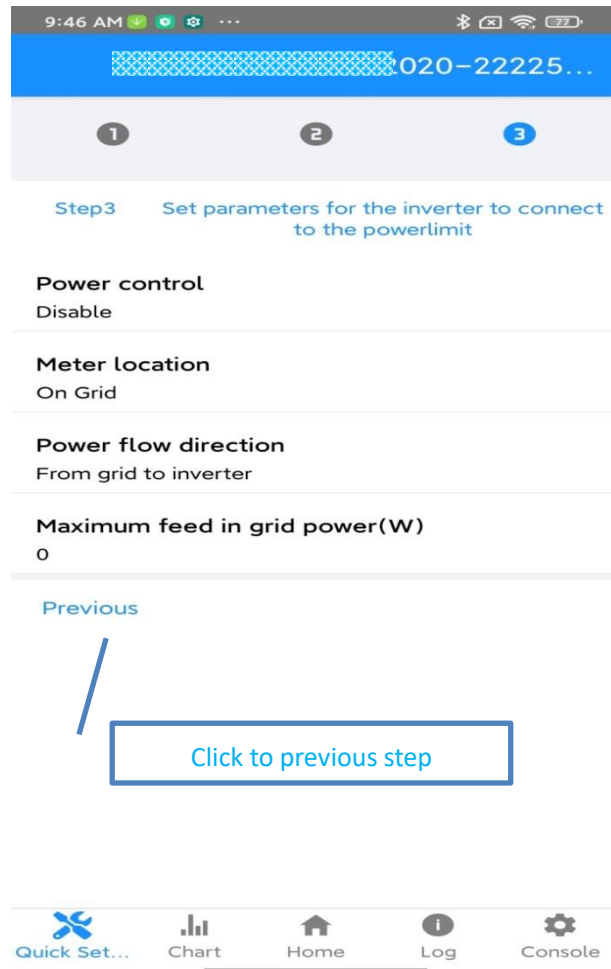 9:46 AM ... 77
2020-22225...
1 2 3
Step3 Set parameters for the inverter to connect
to the powerlimit
Power control
Disable
Meter location
On Grid
Power flow direction
From grid to inverter
Maximum feed in grid power(W)
0
Previous
Click to previous step
Quick Set... Chart Home Log Console